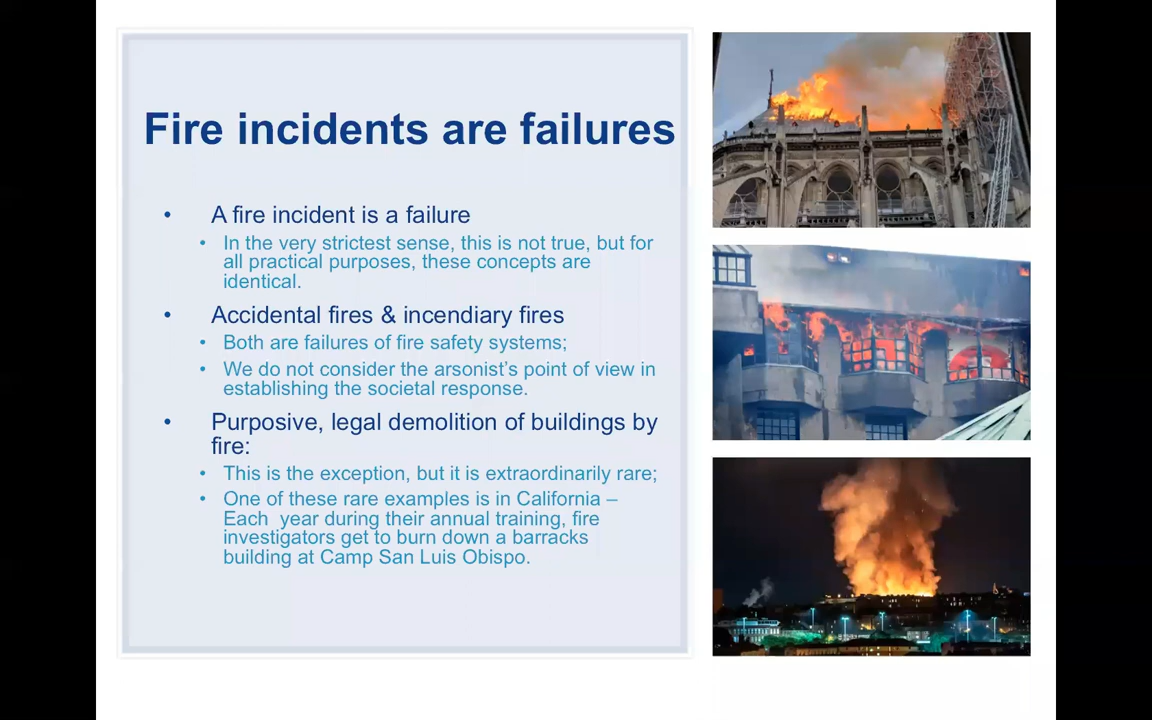 Fire incidents are failures
• A fire incident is a failure
• In the very strictest sense, this is not true, but for
all practical purposes, these concepts are
identical.
• Accidental fires & incendiary fires
• Both are failures of fire safety systems;
• We do not consider the arsonist’s point of view in
establishing the societal response.
• Purposive, legal demolition of buildings by
fire:
• This is the exception, but it is extraordinarily rare;
• One of these rare examples is in California –
Each  year during their annual training, fire
investigators get to burn down a barracks
building at Camp San Luis Obispo.